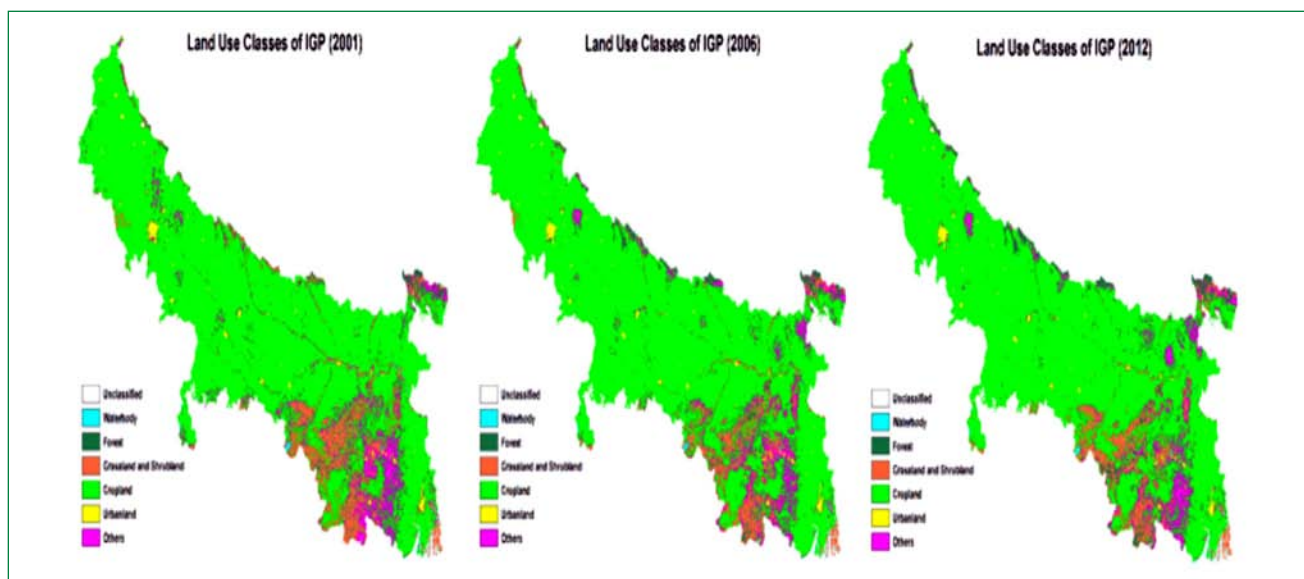 Land Use Classes of IGP (2001)
Unclassified
Waterbody
Forest
Grassland and Shrubland
Cropland
Urbanland
Others
Land Use Classes of IGP (2006)
Unclassified
Waterbody
Forest
Grassland and Shrubland
Cropland
Urbanland
Others
Land Use Classes of IGP (2012)
Unclassified
Waterbody
Forest
Grassland and Shrubland
Cropland
Urbanland
Others